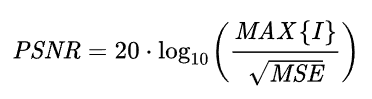 PSNR = 20 · log₁₀ ( MAX{I} / √MSE )